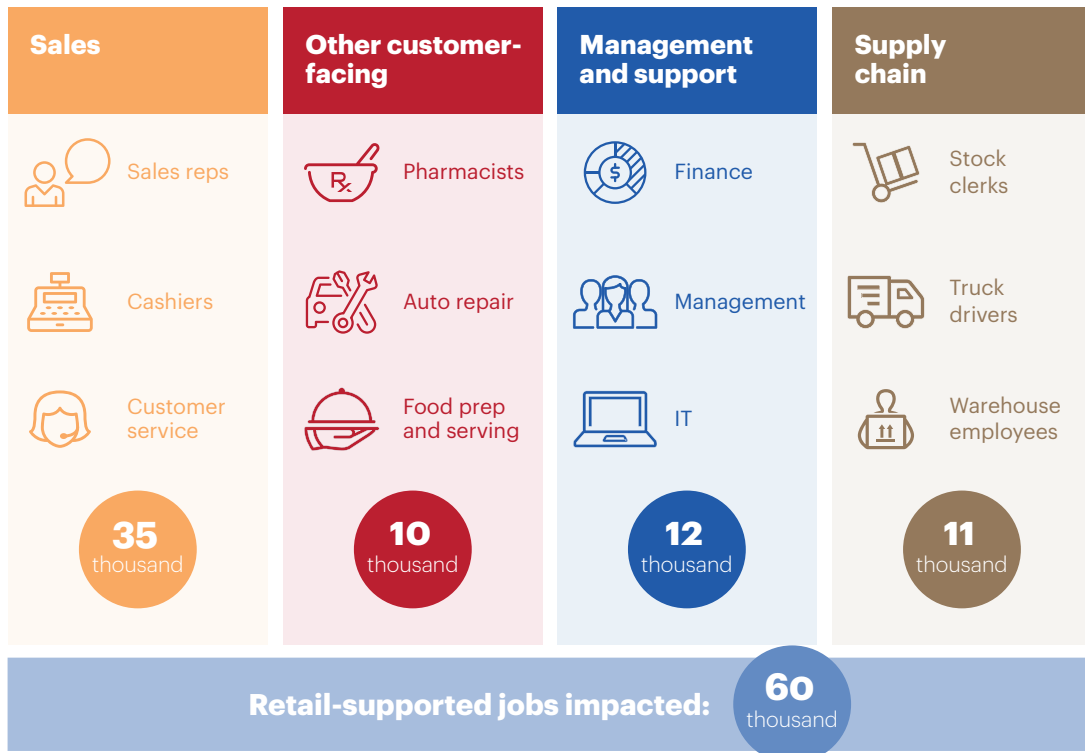 Sales
Sales reps
Cashiers
Customer
service
35
thousand
Other customer-
facing
Rx
Pharmacists
Auto repair
Food prep
and serving
10
thousand
Management
and support
$
Finance
Management
IT
12
thousand
Supply
chain
Stock
clerks
Truck
drivers
Warehouse
employees
11
thousand
Retail-supported jobs impacted:
60
thousand